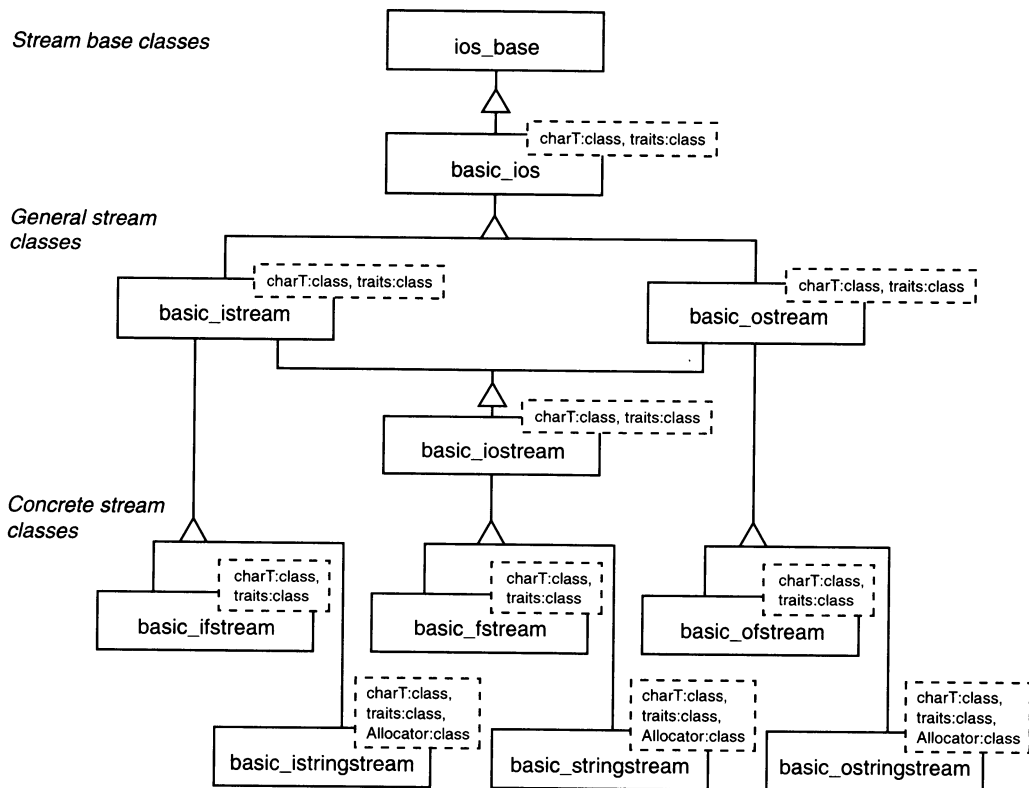 Stream base classes
ios_base
charT:class, traits:class
basic_ios
General stream
classes
charT:class, traits:class
basic_istream
charT:class, traits:class
basic_ostream
charT:class, traits:class
basic_iostream
Concrete stream
classes
charT:class,
traits:class
basic_ifstream
charT:class,
traits:class
basic_fstream
charT:class,
traits:class
basic_ofstream
charT:class,
traits:class,
Allocator:class
basic_istringstream
charT:class,
traits:class,
Allocator:class
basic_stringstream
charT:class,
traits:class,
Allocator:class
basic_ostringstream